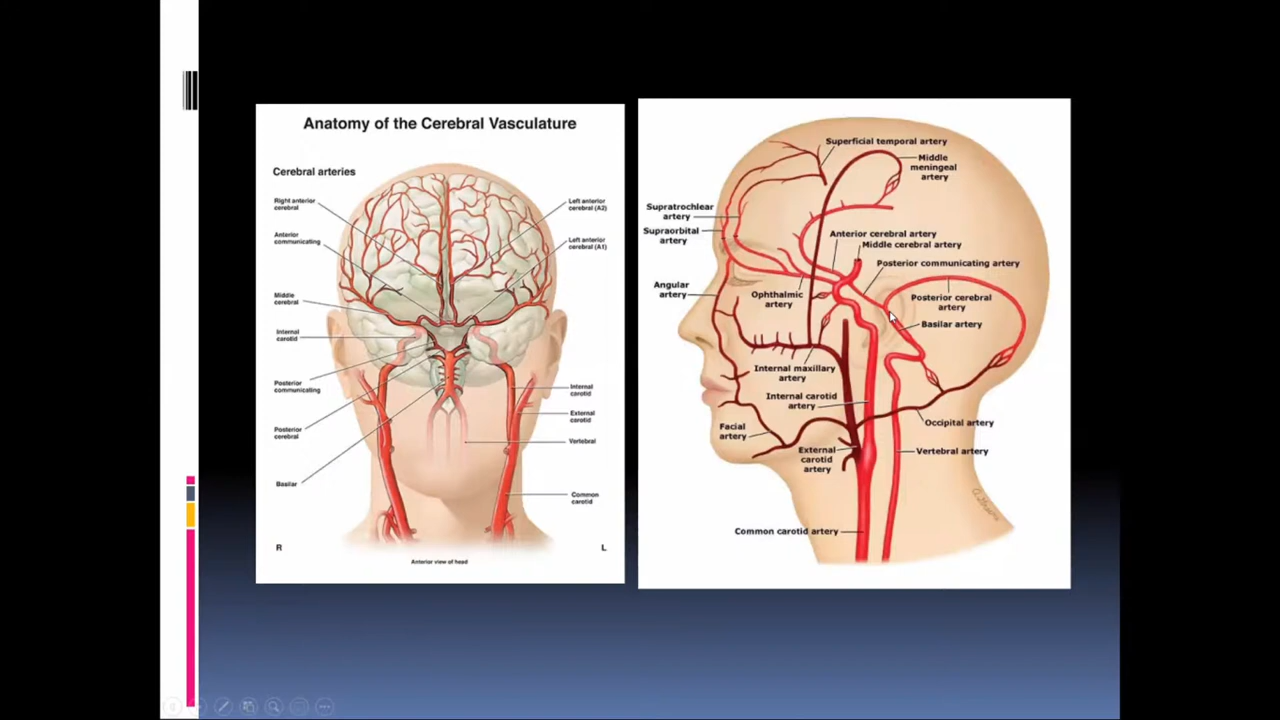 Anatomy of the Cerebral Vasculature
Cerebral arteries
Right anterior
cerebral
Anterior
communicating
Middle
cerebral
Internal
carotid
Posterior
communicating
Posterior
cerebral
Basilar
Left anterior
cerebral (A2)
Left anterior
cerebral (A1)
Internal
carotid
External
carotid
Vertebral
Common
carotid
R
L
Anterior view of head
Superficial temporal artery
Middle
meningeal
artery
Supratrochlear
artery
Supraorbital
artery
Anterior cerebral artery
Middle cerebral artery
Posterior communicating artery
Angular
artery
Ophthalmic
artery
Posterior cerebral
artery
Basilar artery
Internal maxillary
artery
Internal carotid
artery
Facial
artery
Occipital artery
External
carotid
artery
Vertebral artery
Common carotid artery